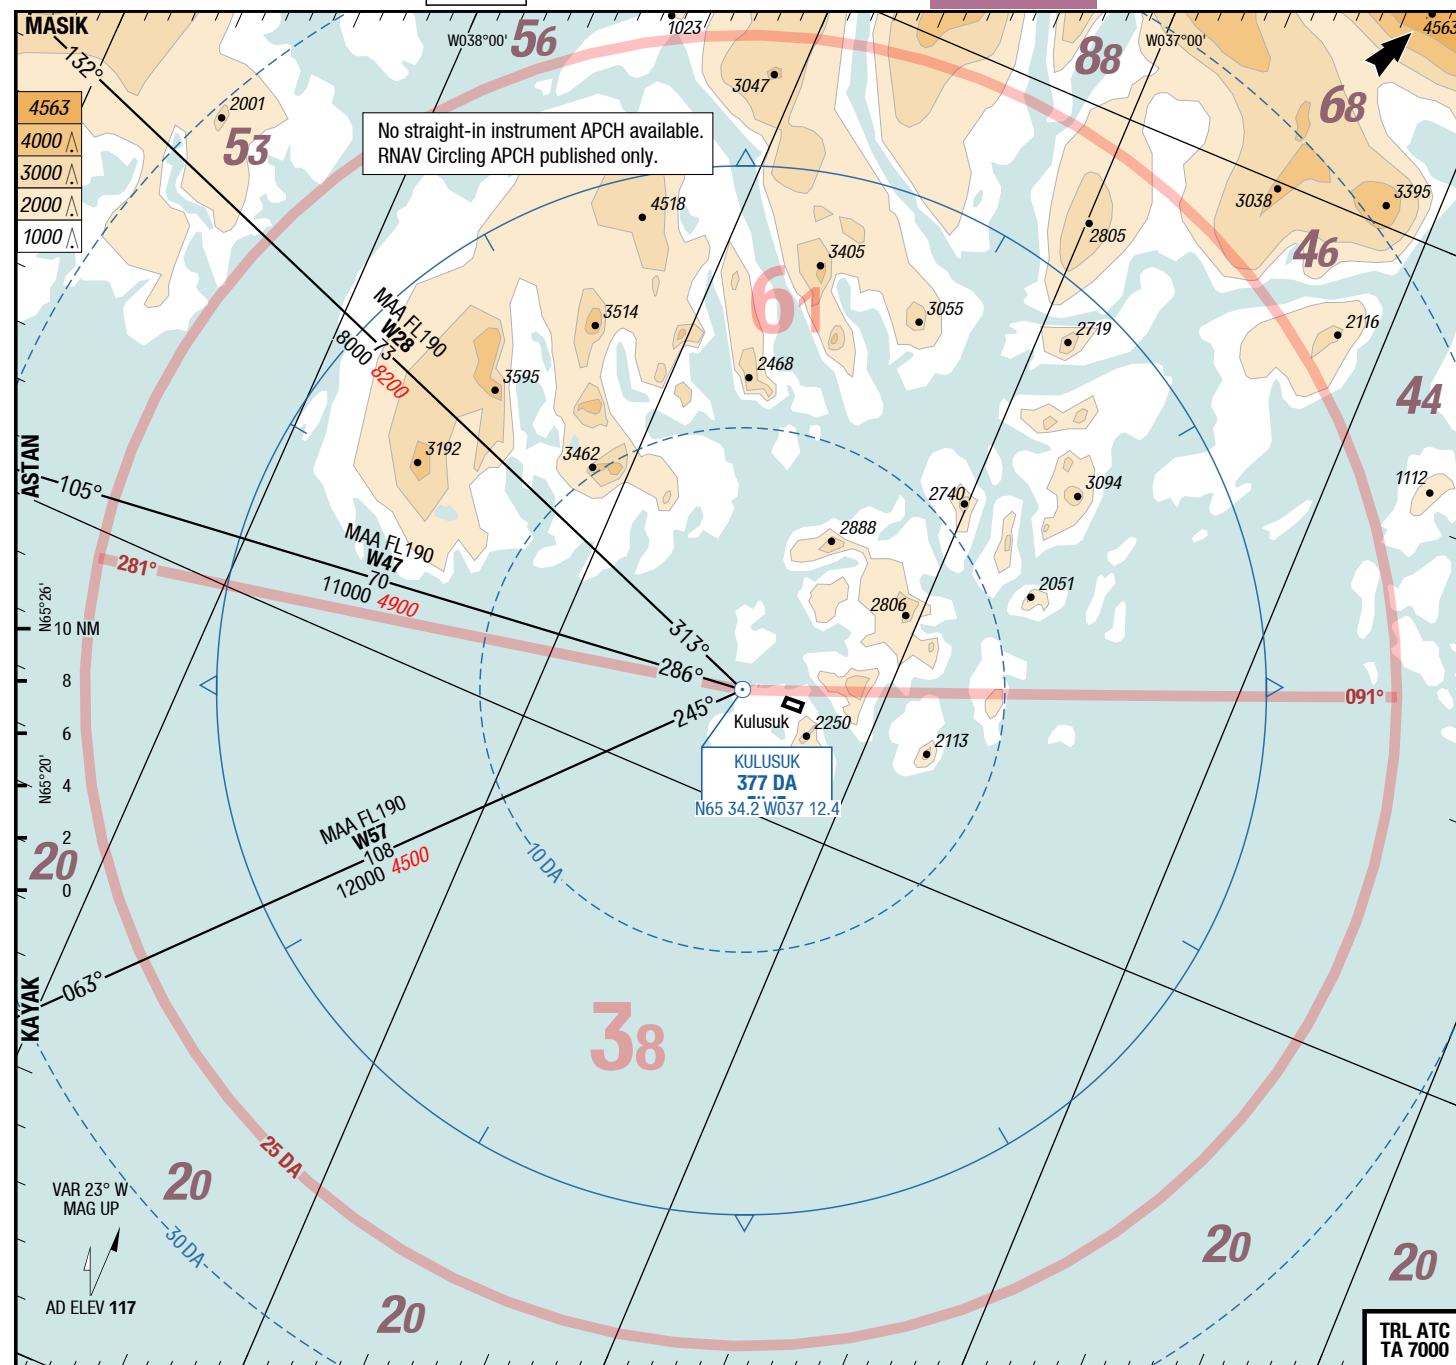 MASIK
132°
W038°00'
56
1023
88
W037°00'
4563
4563
4000
3000
2000
1000
2001
53
No straight-in instrument APCH available.
RNAV Circling APCH published only.
3047
68
4518
3038
3395
2805
46
3405
61
3055
2719
2116
3514
2468
MAA FL190
W28
73
8000 8200
3595
44
3192
3462
ASTAN
105°
2740
3094
1112
281°
MAA FL190
W47
70
11000 4900
2888
2051
2806
N65°26'
10 NM
313°
286°
245°
8
091°
Kulusuk
2250
2113
6
KULUSUK
377 DA
N65 34.2 W037 12.4
N65°20'
4
2
0
20
MAA FL190
W57
108
12000 4500
10 DA
KAYAK
063°
38
25 DA
20
VAR 23° W
MAG UP
30 DA
AD ELEV 117
20
20
20
TRL ATC
TA 7000